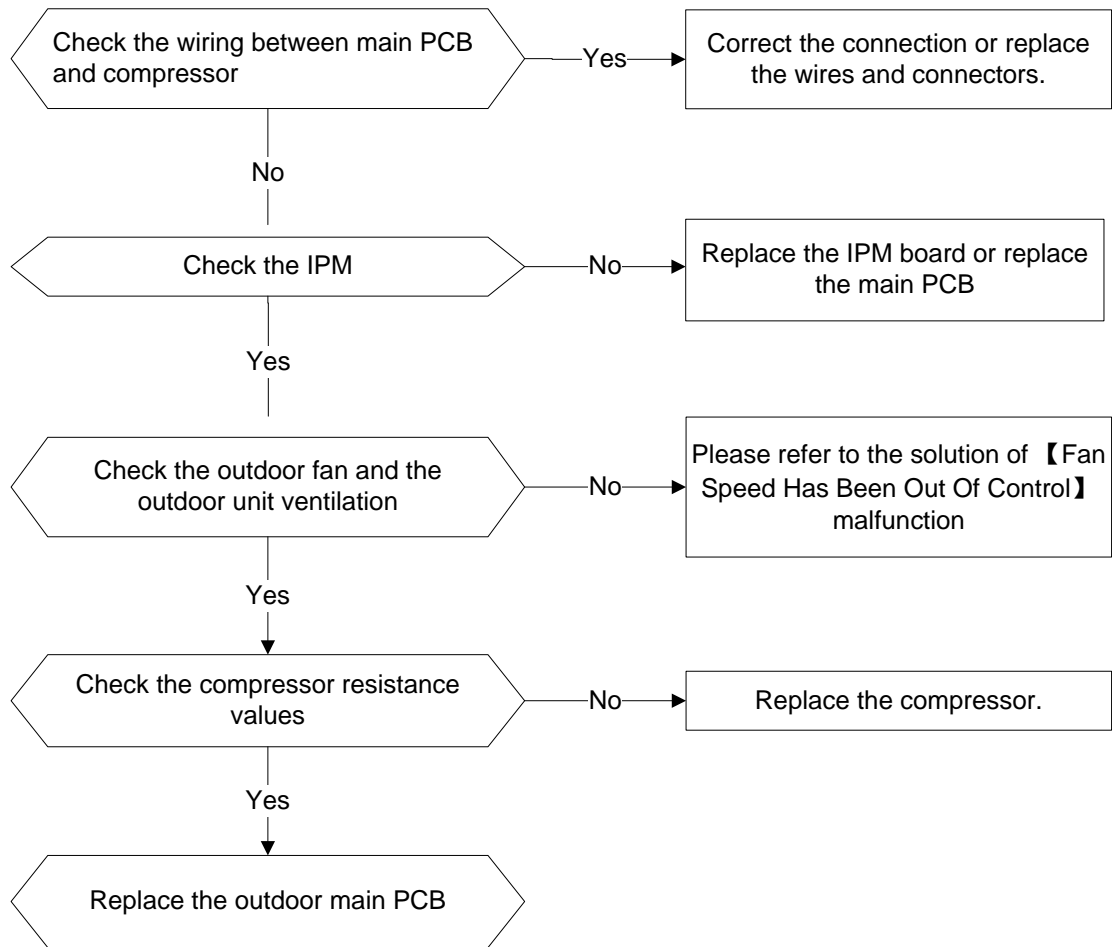 Check the wiring between main PCB
and compressor
Yes
Correct the connection or replace
the wires and connectors.
No
Check the IPM
No
Replace the IPM board or replace
the main PCB
Yes
Check the outdoor fan and the
outdoor unit ventilation
No
Please refer to the solution of 【Fan
Speed Has Been Out Of Control】
malfunction
Yes
Check the compressor resistance
values
No
Replace the compressor.
Yes
Replace the outdoor main PCB